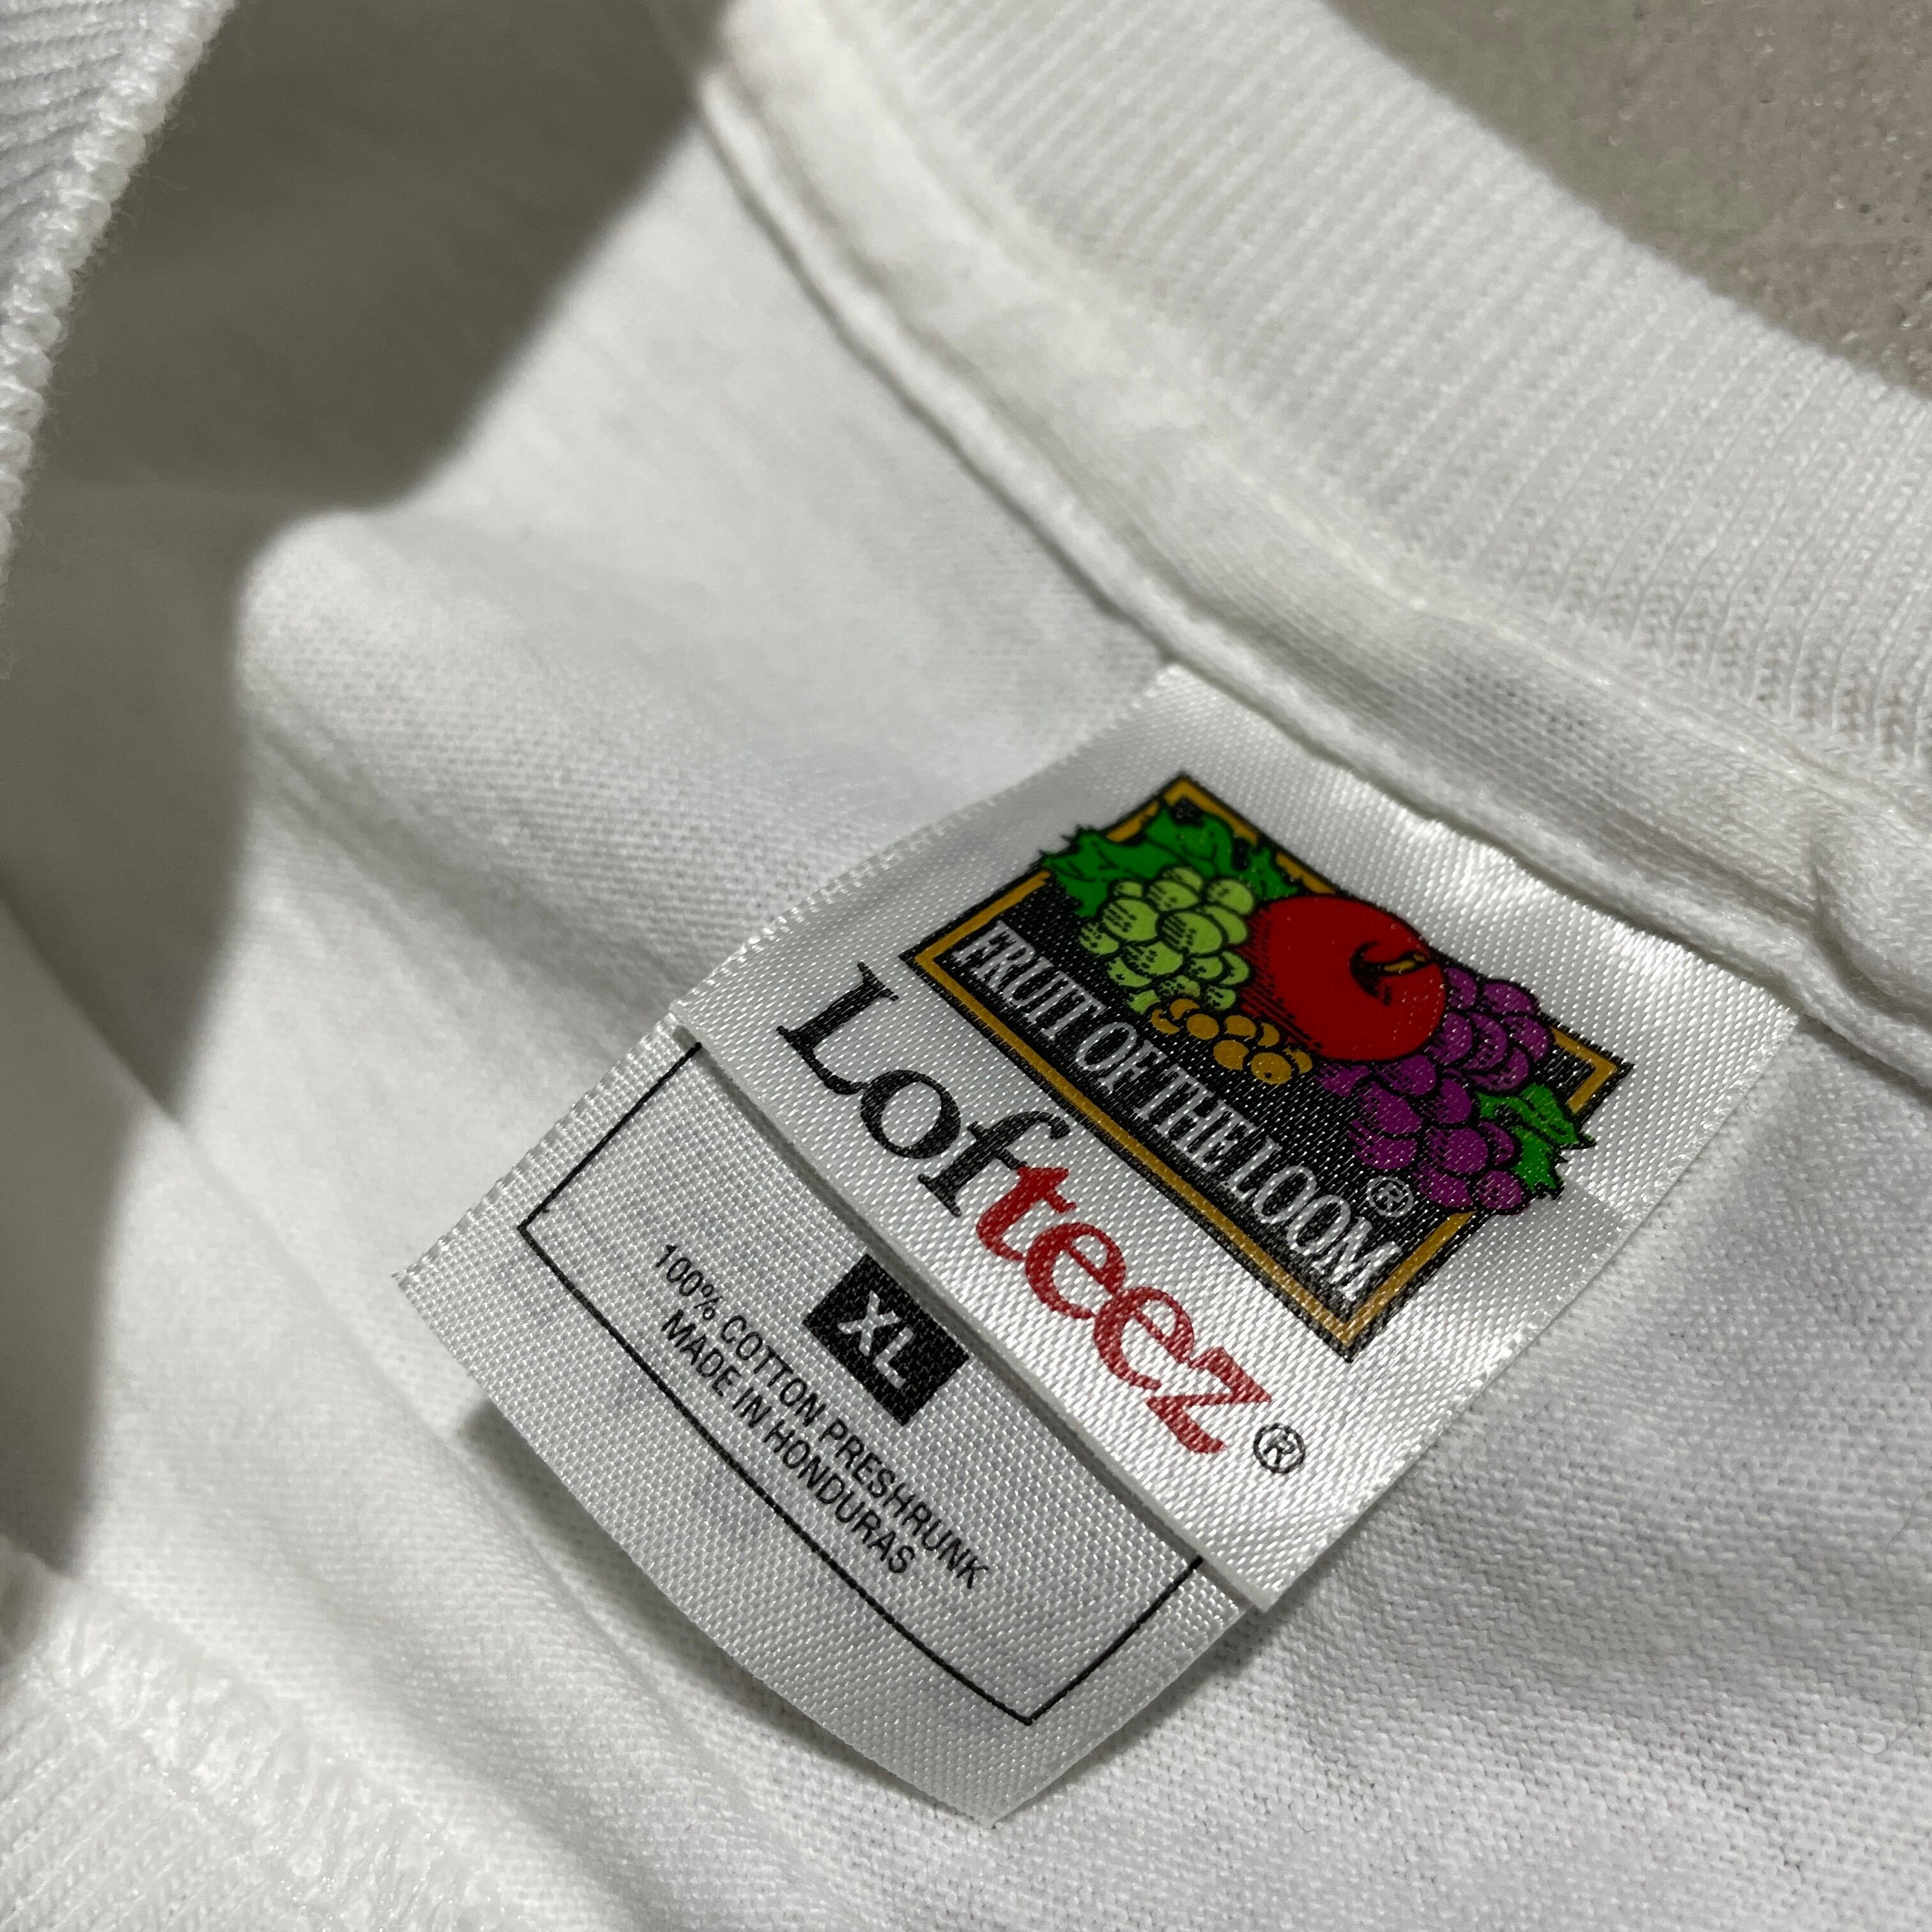 FRUIT OF THE LOOM®
Lofteez®
XL
100% COTTON PRESHRUNK
MADE IN HONDURAS